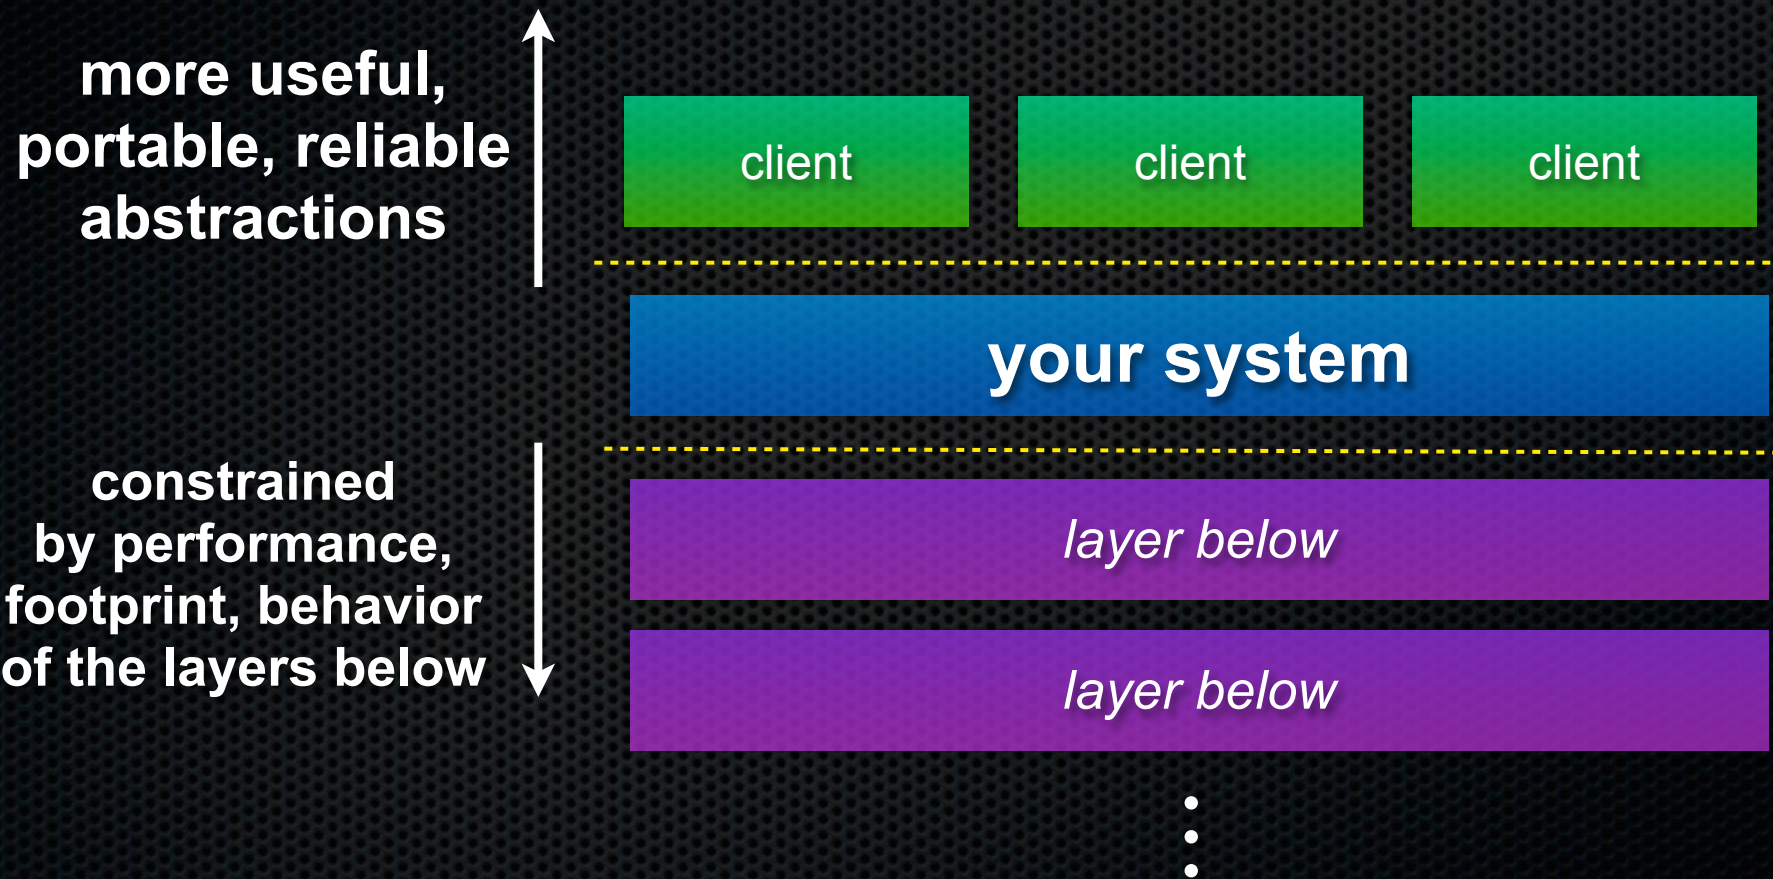 more useful,
portable, reliable
abstractions
client
client
client
your system
constrained
by performance,
footprint, behavior
of the layers below
layer below
layer below